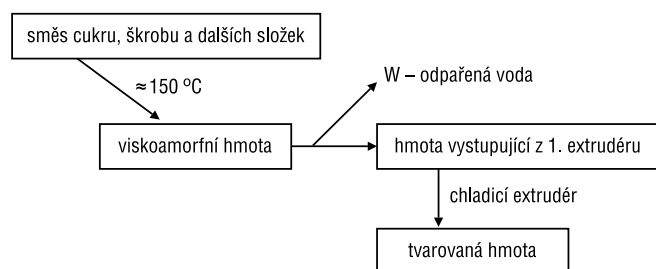 směs cukru, škrobu a dalších složek
≈ 150 °C
W – odpařená voda
viskoamorfní hmota
hmota vystupující z 1. extrudéru
chladicí extrudér
tvarovaná hmota